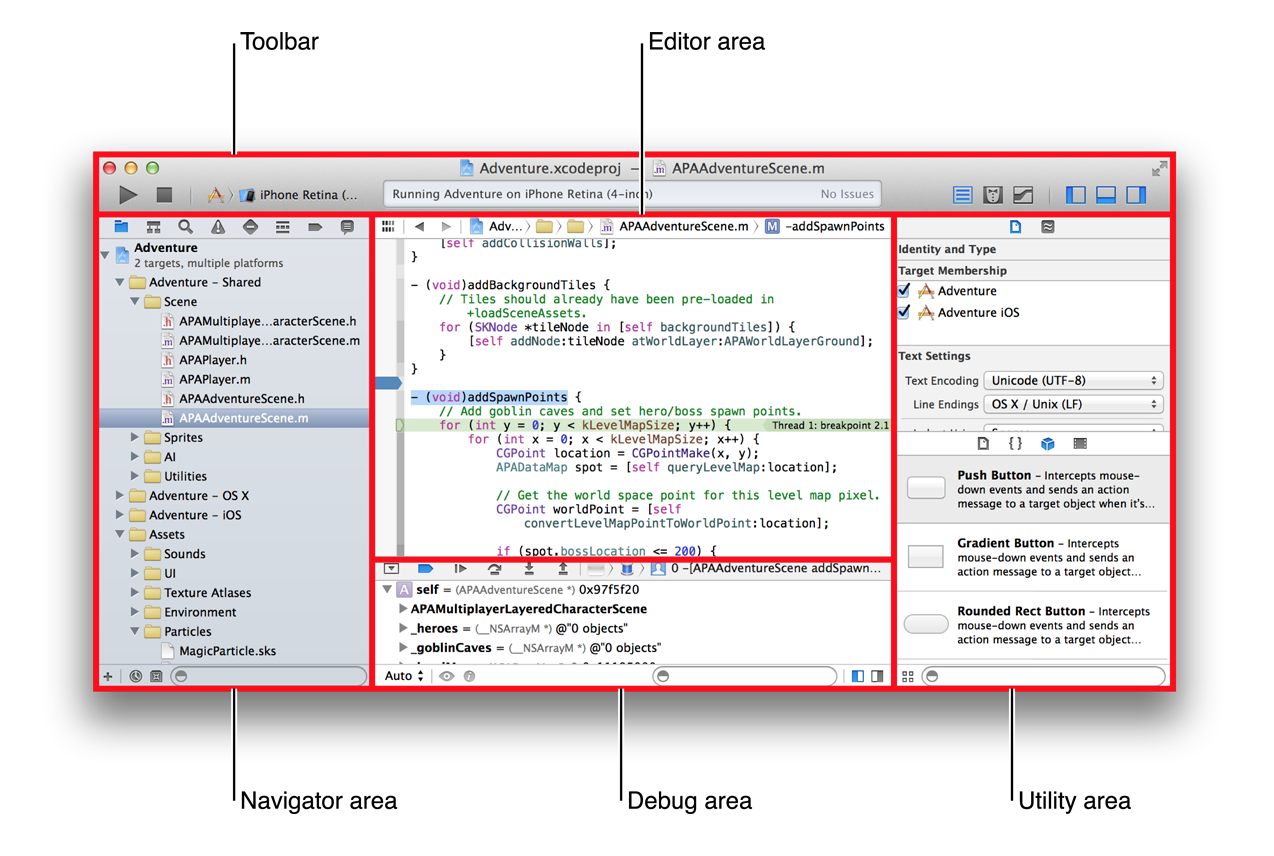 Toolbar
Editor area
Adventure.xcodeproj — APAAdventureScene.m
iPhone Retina (...
Running Adventure on iPhone Retina (4-inch)
No Issues
Adventure
2 targets, multiple platforms
Adventure – Shared
Scene
APAMultiplaye...aracterScene.h
APAMultiplaye...aracterScene.m
APAPlayer.h
APAPlayer.m
APAAdventureScene.h
APAAdventureScene.m
Sprites
AI
Utilities
Adventure – OS X
Adventure – iOS
Assets
Sounds
UI
Texture Atlases
Environment
Particles
MagicParticle.sks
Adv... APAAdventureScene.m M –addSpawnPoints
[self addCollisionWalls];
}
- (void)addBackgroundTiles {
// Tiles should already have been pre-loaded in
+loadSceneAssets.
for (SKNode *tileNode in [self backgroundTiles]) {
[self addNode:tileNode atWorldLayer:APAWorldLayerGround];
}
}
- (void)addSpawnPoints {
// Add goblin caves and set hero/boss spawn points.
for (int y = 0; y < kLevelMapSize; y++) { Thread 1: breakpoint 2.1
for (int x = 0; x < kLevelMapSize; x++) {
CGPoint location = CGPointMake(x, y);
APADataMap spot = [self queryLevelMap:location];
// Get the world space point for this level map pixel.
CGPoint worldPoint = [self
convertLevelMapPointToWorldPoint:location];
if (spot.bossLocation <= 200) {
0 -[APAAdventureScene addSpawn...
A self = (APAAdventureScene *) 0x97f5f20
APAMultiplayerLayeredCharacterScene
_heroes = (__NSArrayM *) @"0 objects"
_goblinCaves = (__NSArrayM *) @"0 objects"
Auto
Identity and Type
Target Membership
Adventure
Adventure iOS
Text Settings
Text Encoding Unicode (UTF-8)
Line Endings OS X / Unix (LF)
{ }
Push Button – Intercepts mouse-
down events and sends an action
message to a target object when it's...
Gradient Button – Intercepts
mouse-down events and sends an
action message to a target object...
Rounded Rect Button – Intercepts
mouse-down events and sends an
action message to a target object...
Navigator area
Debug area
Utility area